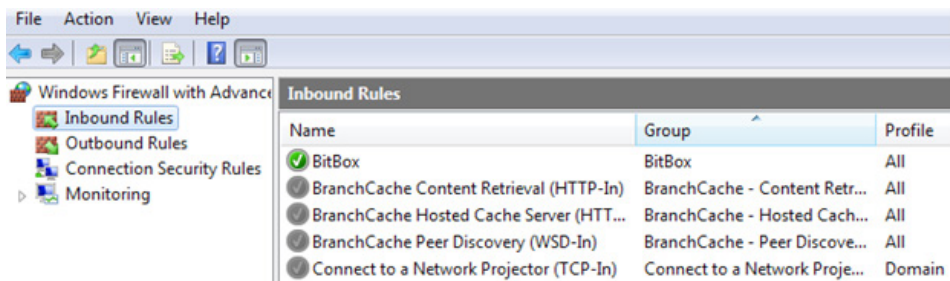 File Action View Help
Windows Firewall with Advance
Inbound Rules
Outbound Rules
Connection Security Rules
Monitoring
Inbound Rules
Name Group Profile
BitBox BitBox All
BranchCache Content Retrieval (HTTP-In) BranchCache - Content Retr... All
BranchCache Hosted Cache Server (HTT... BranchCache - Hosted Cach... All
BranchCache Peer Discovery (WSD-In) BranchCache - Peer Discove... All
Connect to a Network Projector (TCP-In) Connect to a Network Proje... Domain